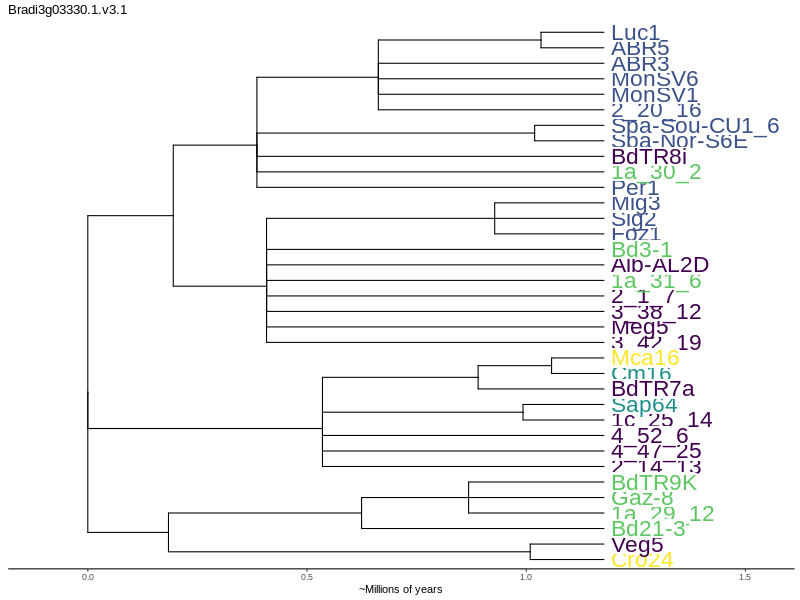 Bradi3g03330.1.v3.1
Luc1
ABR5
ABR3
MonSV6
MonSV1
2_20_16
Spa-Sou-CU1_6
Sba-Nor-S6E
BdTR8i
1a_30_2
Per1
Mig3
Sig2
Foz1
Bd3-1
Alb-AL2D
1a_31_6
2_1_7
3_38_12
Meg5
3_42_19
Mca16
Cm16
BdTR7a
Sap64
1c_25_14
4_52_6
4_47_25
2_14_13
BdTR9K
Gaz-8
1a_29_12
Bd21-3
Veg5
Cro24
0.0 0.5 1.0 1.5
~Millions of years